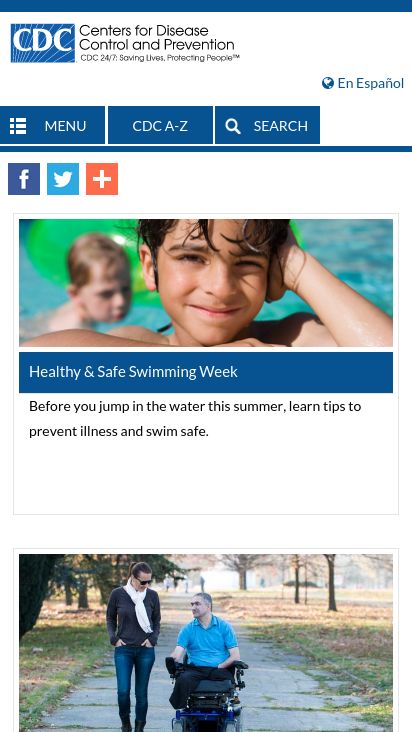 CDC
Centers for Disease
Control and Prevention
CDC 24/7: Saving Lives, Protecting People™
En Español
MENU
CDC A-Z
SEARCH
Healthy & Safe Swimming Week
Before you jump in the water this summer, learn tips to
prevent illness and swim safe.